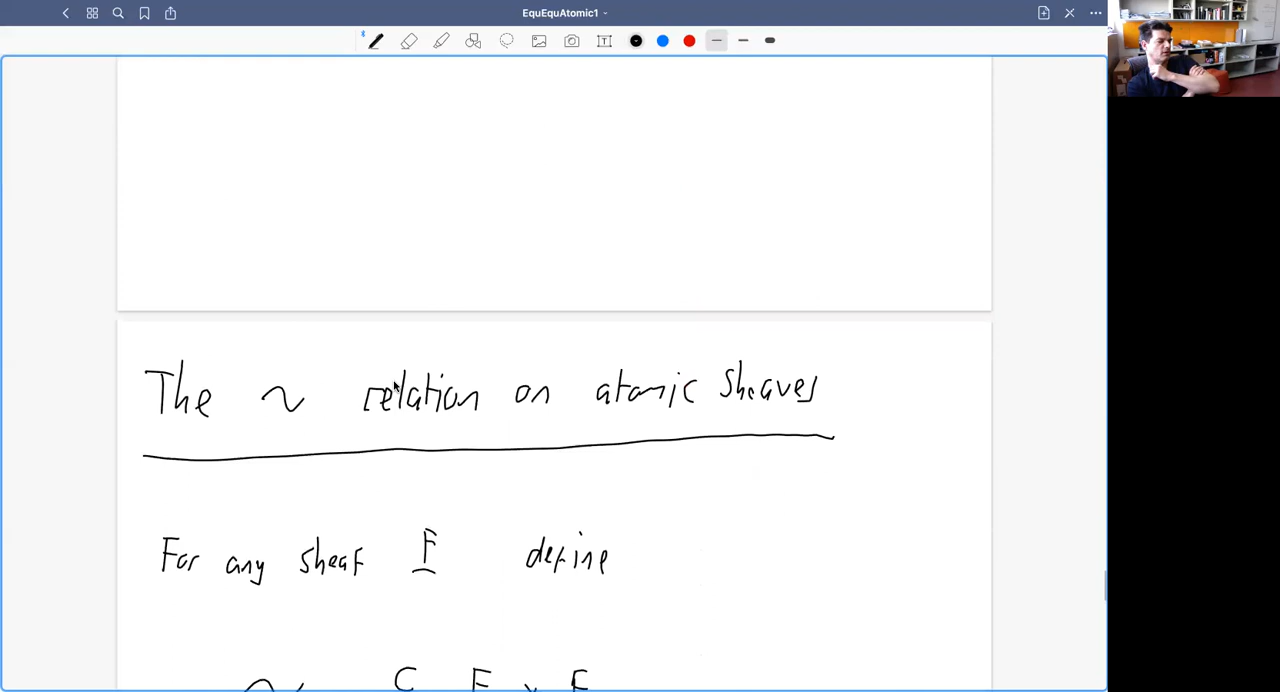 EquEquAtomic1
The ~ relation on atomic sheaves
For any sheaf F define
~ ⊂ F × F